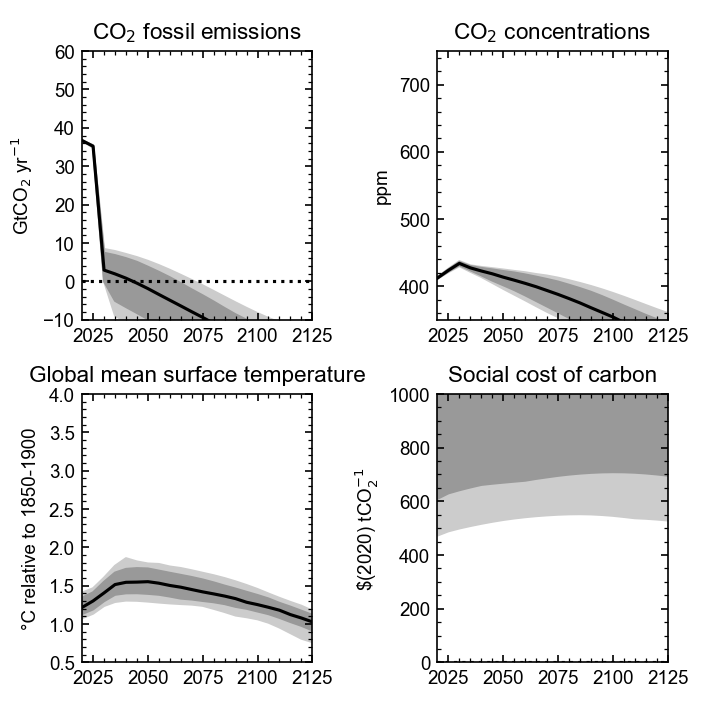 CO₂ fossil emissions
60
50
40
30
20
10
0
−10
GtCO₂ yr⁻¹
2025 2050 2075 2100 2125
CO₂ concentrations
700
600
500
400
ppm
2025 2050 2075 2100 2125
Global mean surface temperature
4.0
3.5
3.0
2.5
2.0
1.5
1.0
0.5
°C relative to 1850-1900
2025 2050 2075 2100 2125
Social cost of carbon
1000
800
600
400
200
0
$(2020) tCO₂⁻¹
2025 2050 2075 2100 2125